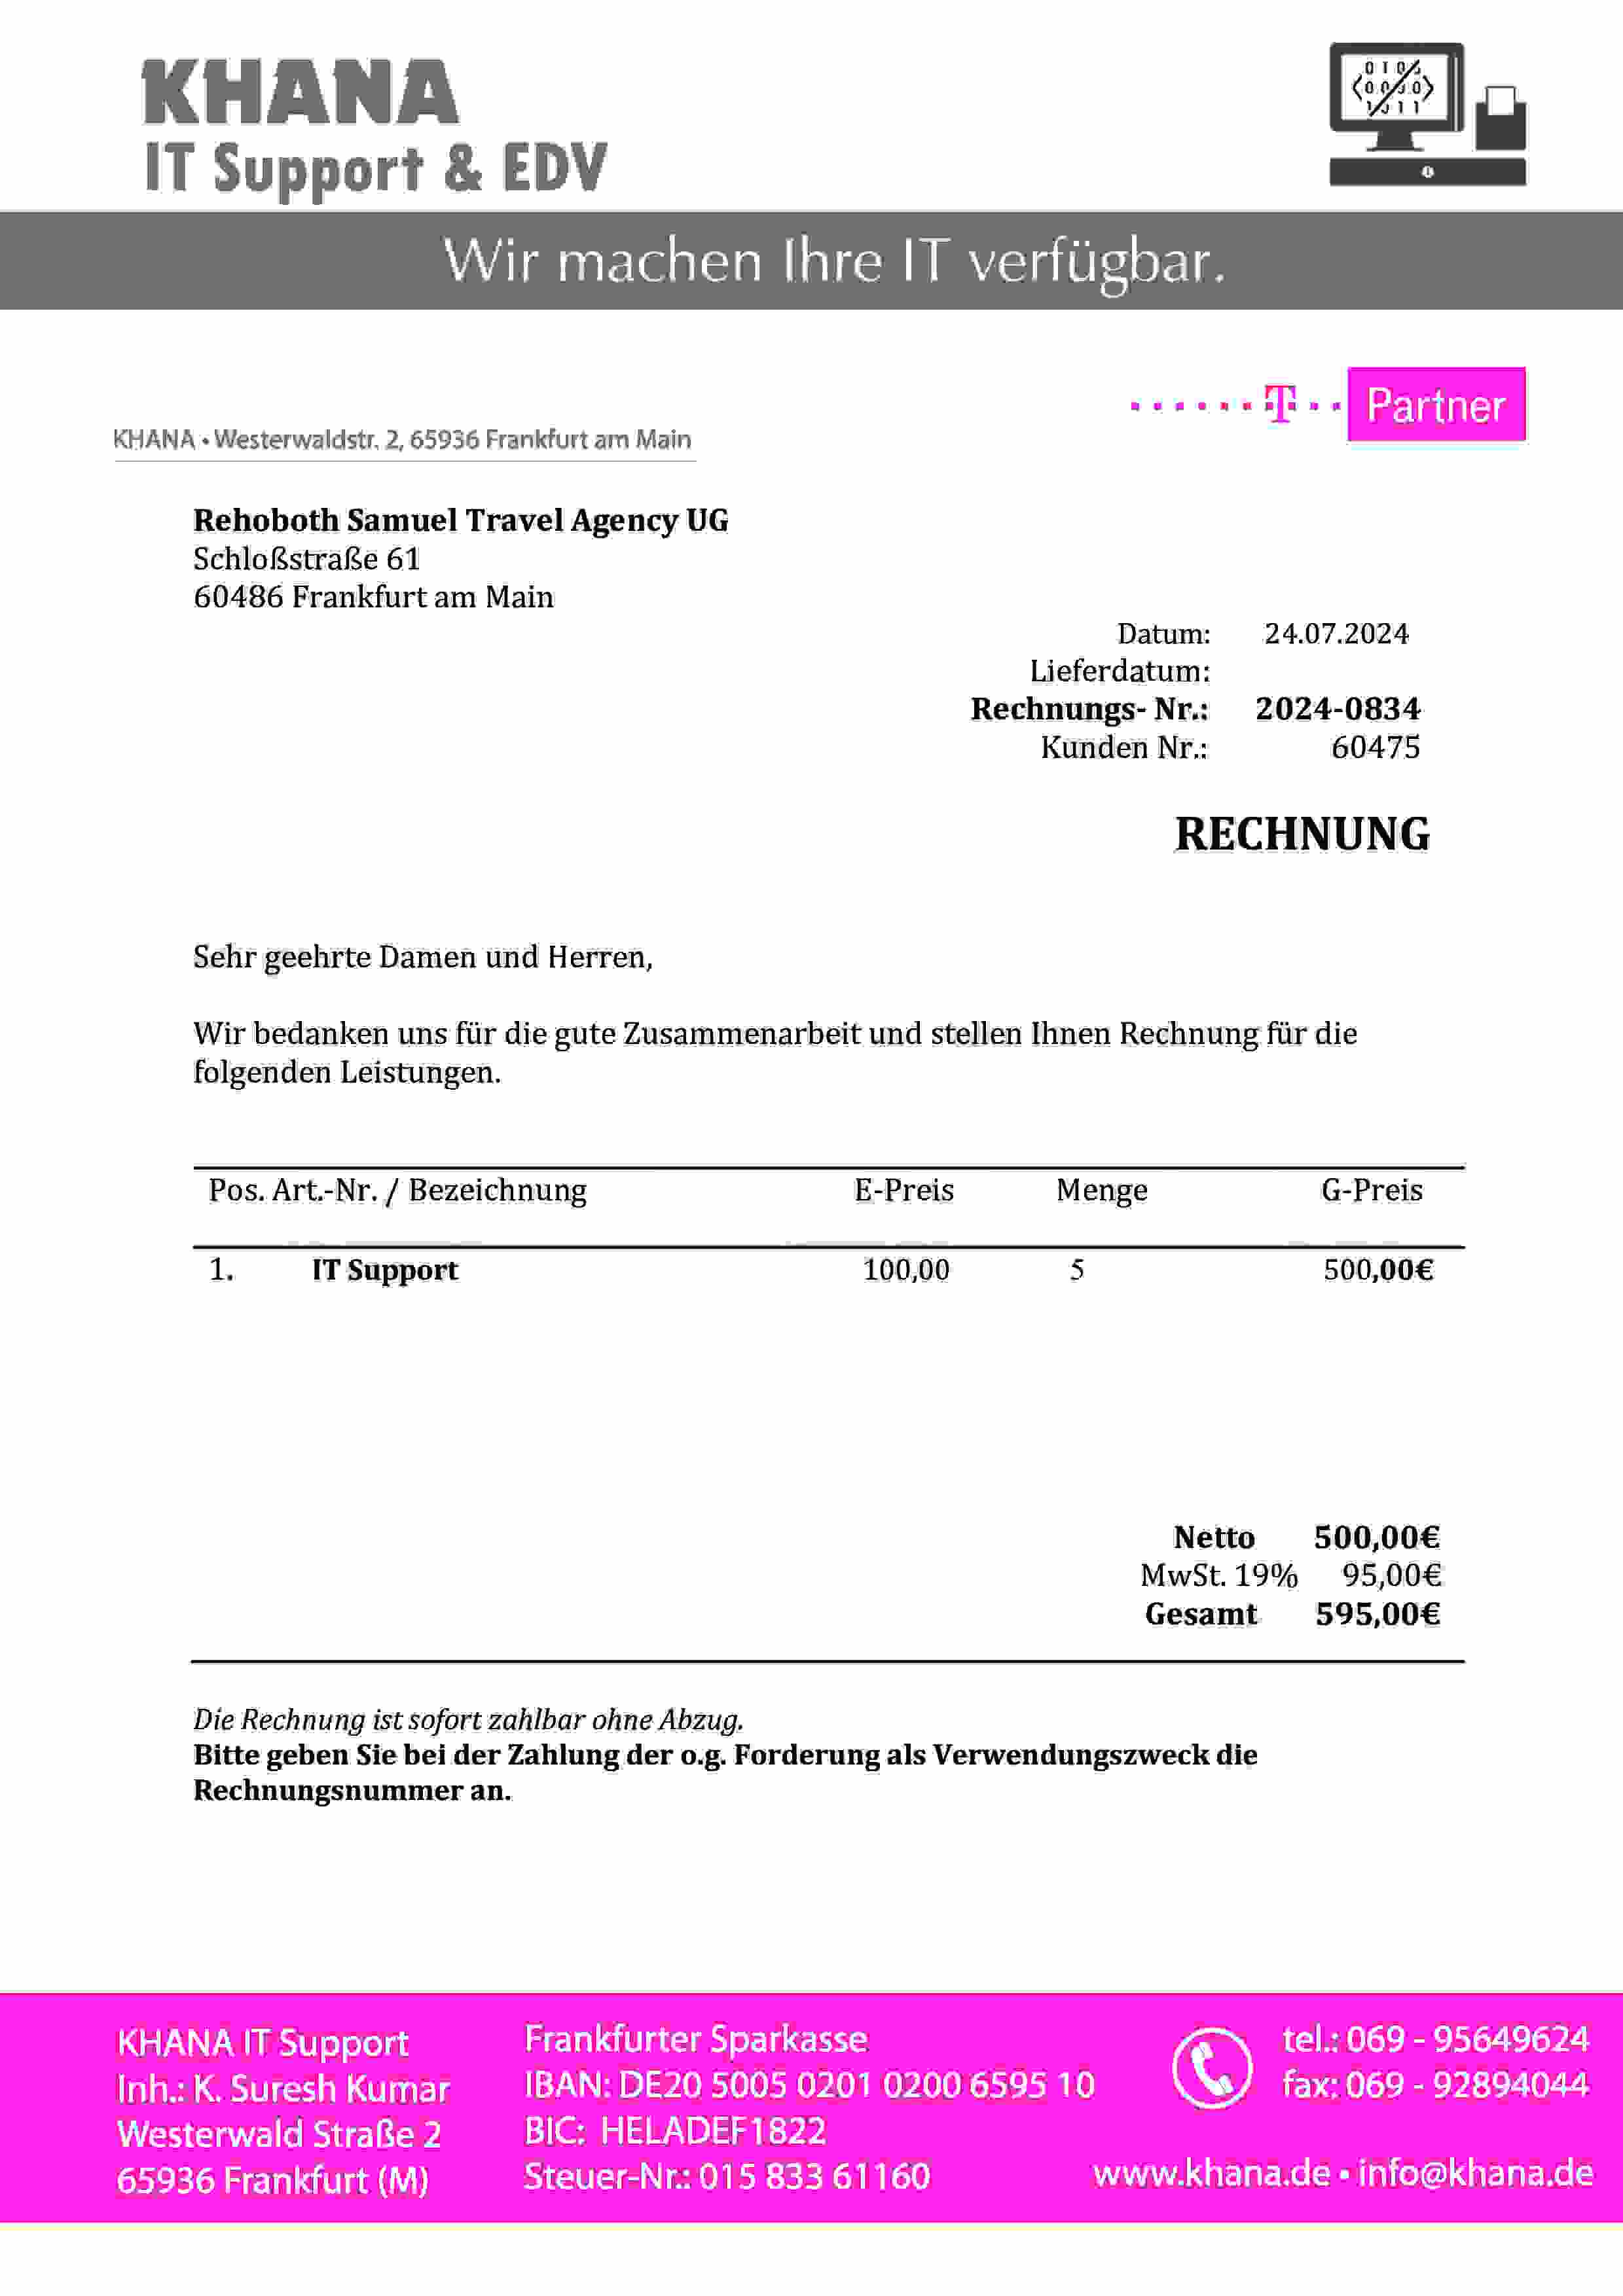 KHANA
IT Support & EDV
Wir machen Ihre IT verfügbar.
T Partner
KHANA • Westerwaldstr. 2, 65936 Frankfurt am Main
Rehoboth Samuel Travel Agency UG
Schloßstraße 61
60486 Frankfurt am Main
Datum: 24.07.2024
Lieferdatum:
Rechnungs- Nr.: 2024-0834
Kunden Nr.: 60475
RECHNUNG
Sehr geehrte Damen und Herren,
Wir bedanken uns für die gute Zusammenarbeit und stellen Ihnen Rechnung für die
folgenden Leistungen.
Pos. Art.-Nr. / Bezeichnung E-Preis Menge G-Preis
1. IT Support 100,00 5 500,00€
Netto 500,00€
MwSt. 19% 95,00€
Gesamt 595,00€
Die Rechnung ist sofort zahlbar ohne Abzug.
Bitte geben Sie bei der Zahlung der o.g. Forderung als Verwendungszweck die
Rechnungsnummer an.
KHANA IT Support
Inh.: K. Suresh Kumar
Westerwald Straße 2
65936 Frankfurt (M)
Frankfurter Sparkasse
IBAN: DE20 5005 0201 0200 6595 10
BIC: HELADEF1822
Steuer-Nr.: 015 833 61160
tel.: 069 - 95649624
fax: 069 - 92894044
www.khana.de • info@khana.de